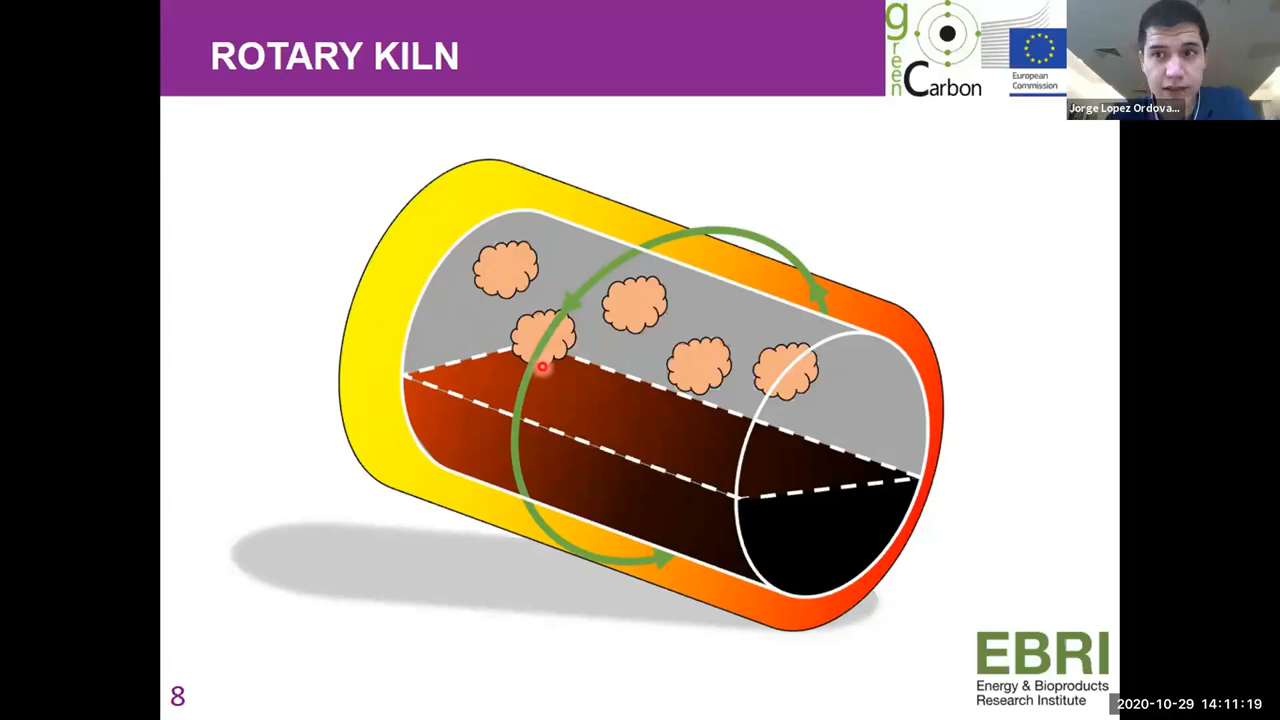 ROTARY KILN
green
Carbon
European
Commission
Jorge Lopez Ordova...
EBRI
Energy & Bioproducts
Research Institute
8
2020-10-29 14:11:19